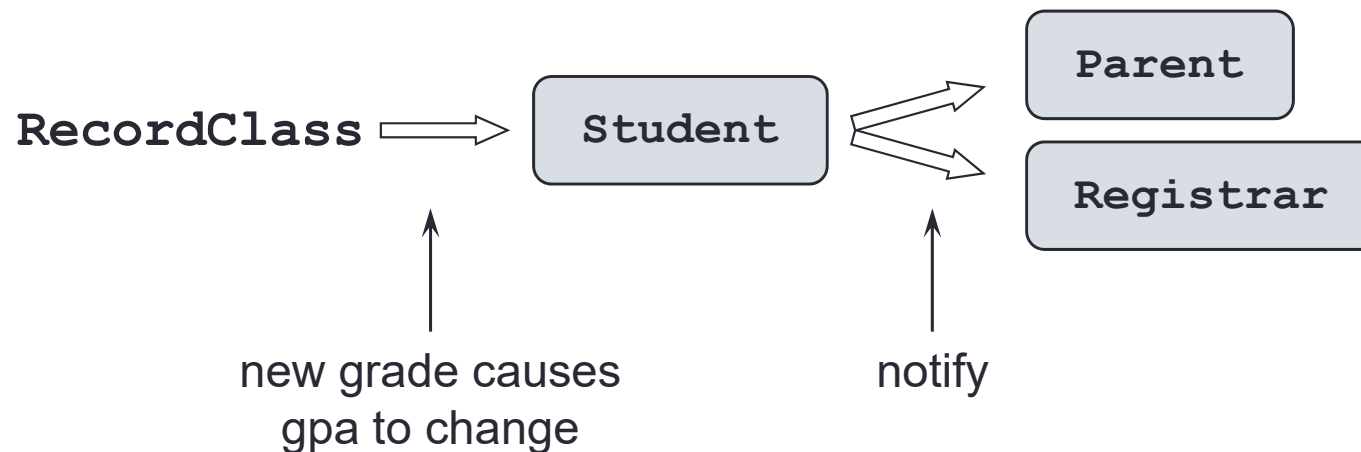 RecordClass
Student
Parent
Registrar
new grade causes
gpa to change
notify